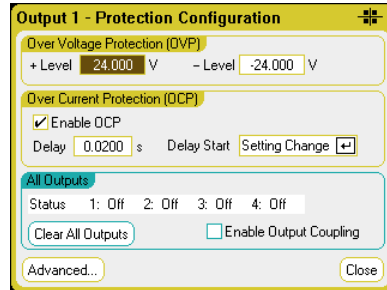 Output 1 - Protection Configuration
Over Voltage Protection (OVP)
+ Level 24.000 V - Level -24.000 V
Over Current Protection (OCP)
Enable OCP
Delay 0.0200 s Delay Start Setting Change
All Outputs
Status 1: Off 2: Off 3: Off 4: Off
Clear All Outputs Enable Output Coupling
Advanced... Close